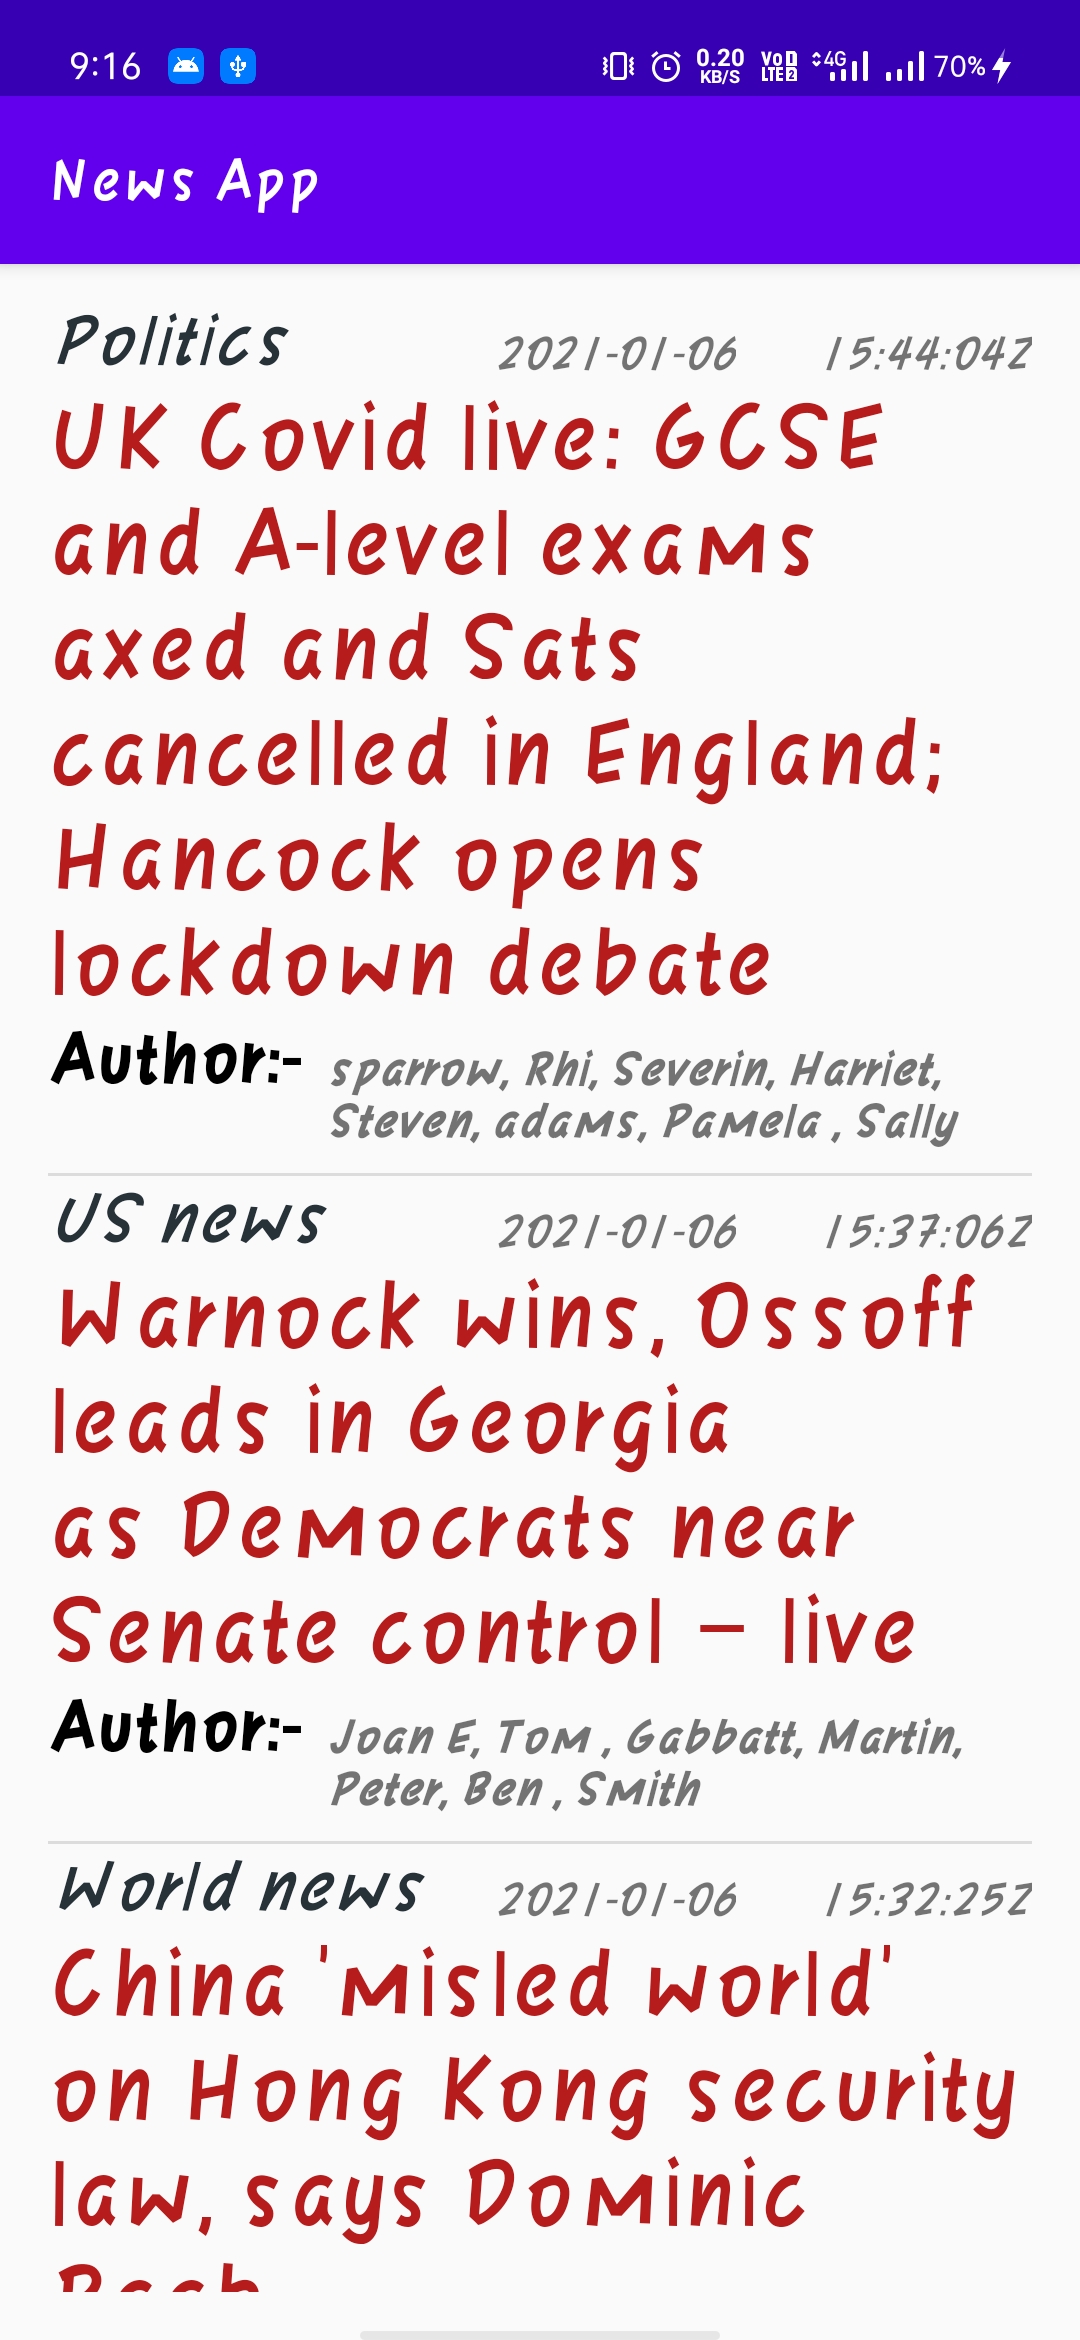 9:16 0.20 KB/S VoD LTE 2 4G 70%
News App
Politics 2021-01-06 15:44:04Z
UK Covid live: GCSE
and A-level exams
axed and Sats
cancelled in England;
Hancock opens
lockdown debate
Author:- sparrow, Rhi, Severin, Harriet,
Steven, adams, Pamela , Sally
US news 2021-01-06 15:37:06Z
Warnock wins, Ossoff
leads in Georgia
as Democrats near
Senate control – live
Author:- Joan E, Tom , Gabbatt, Martin,
Peter, Ben , Smith
World news 2021-01-06 15:32:25Z
China 'misled world'
on Hong Kong security
law, says Dominic